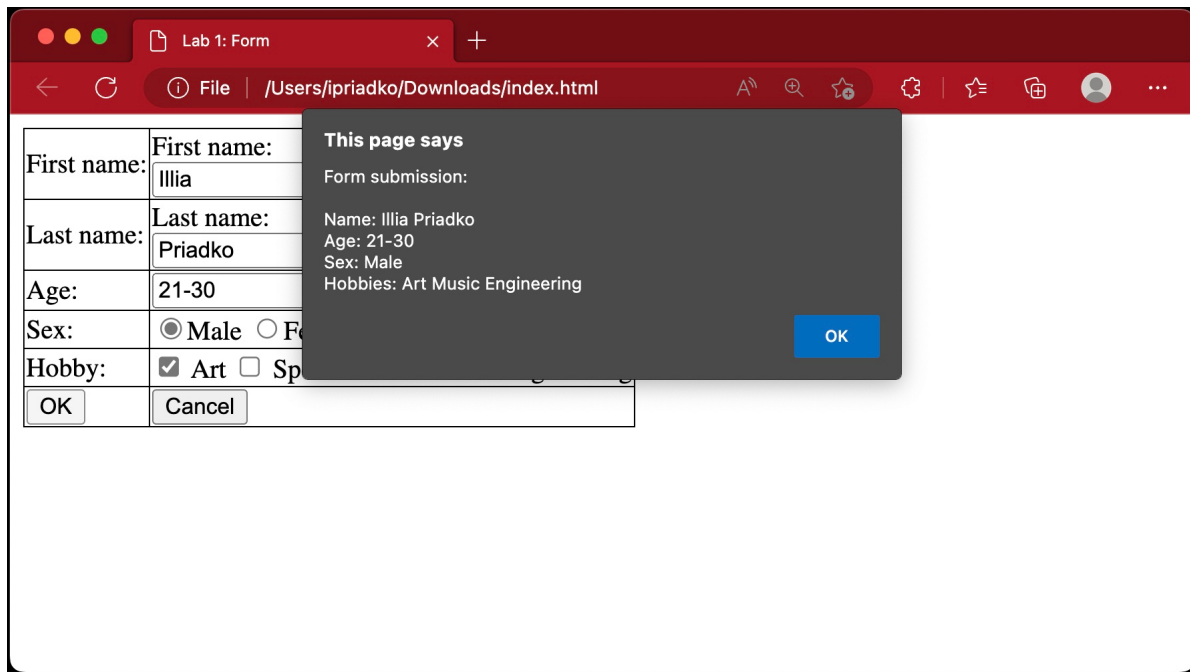 Lab 1: Form
File | /Users/ipriadko/Downloads/index.html
This page says
Form submission:
Name: Illia Priadko
Age: 21-30
Sex: Male
Hobbies: Art Music Engineering
OK
First name:
First name:
Illia
Last name:
Last name:
Priadko
Age:
21-30
Sex:
Male
Hobby:
Art
OK
Cancel